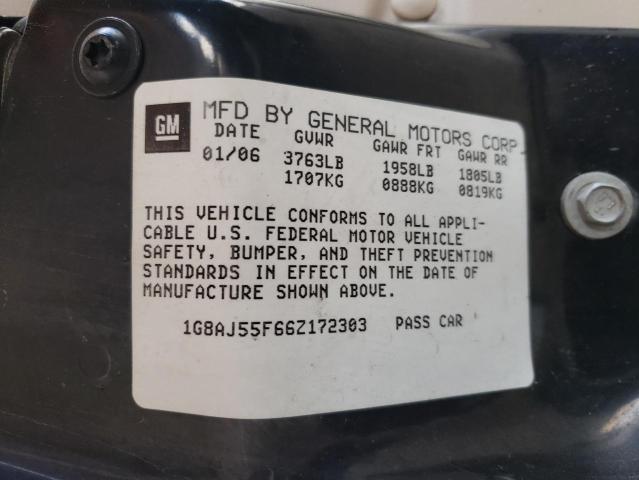 GM MFD BY GENERAL MOTORS CORP
DATE GVWR GAWR FRT GAWR RR
01/06 3763LB 1958LB 1805LB
1707KG 0888KG 0819KG
THIS VEHICLE CONFORMS TO ALL APPLI-
CABLE U.S. FEDERAL MOTOR VEHICLE
SAFETY, BUMPER, AND THEFT PREVENTION
STANDARDS IN EFFECT ON THE DATE OF
MANUFACTURE SHOWN ABOVE.
1G8AJ55F66Z172303 PASS CAR